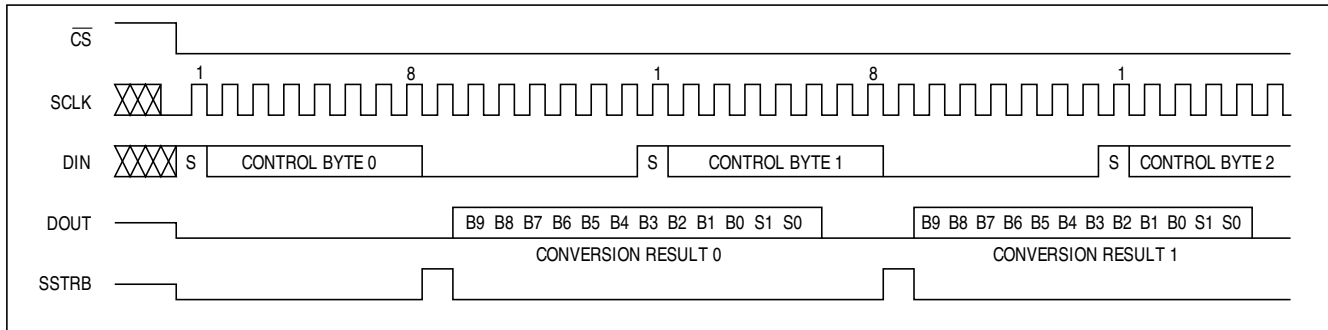 CS
1 8 1 8 1
SCLK
DIN S CONTROL BYTE 0 S CONTROL BYTE 1 S CONTROL BYTE 2
DOUT B9 B8 B7 B6 B5 B4 B3 B2 B1 B0 S1 S0 B9 B8 B7 B6 B5 B4 B3 B2 B1 B0 S1 S0
CONVERSION RESULT 0 CONVERSION RESULT 1
SSTRB